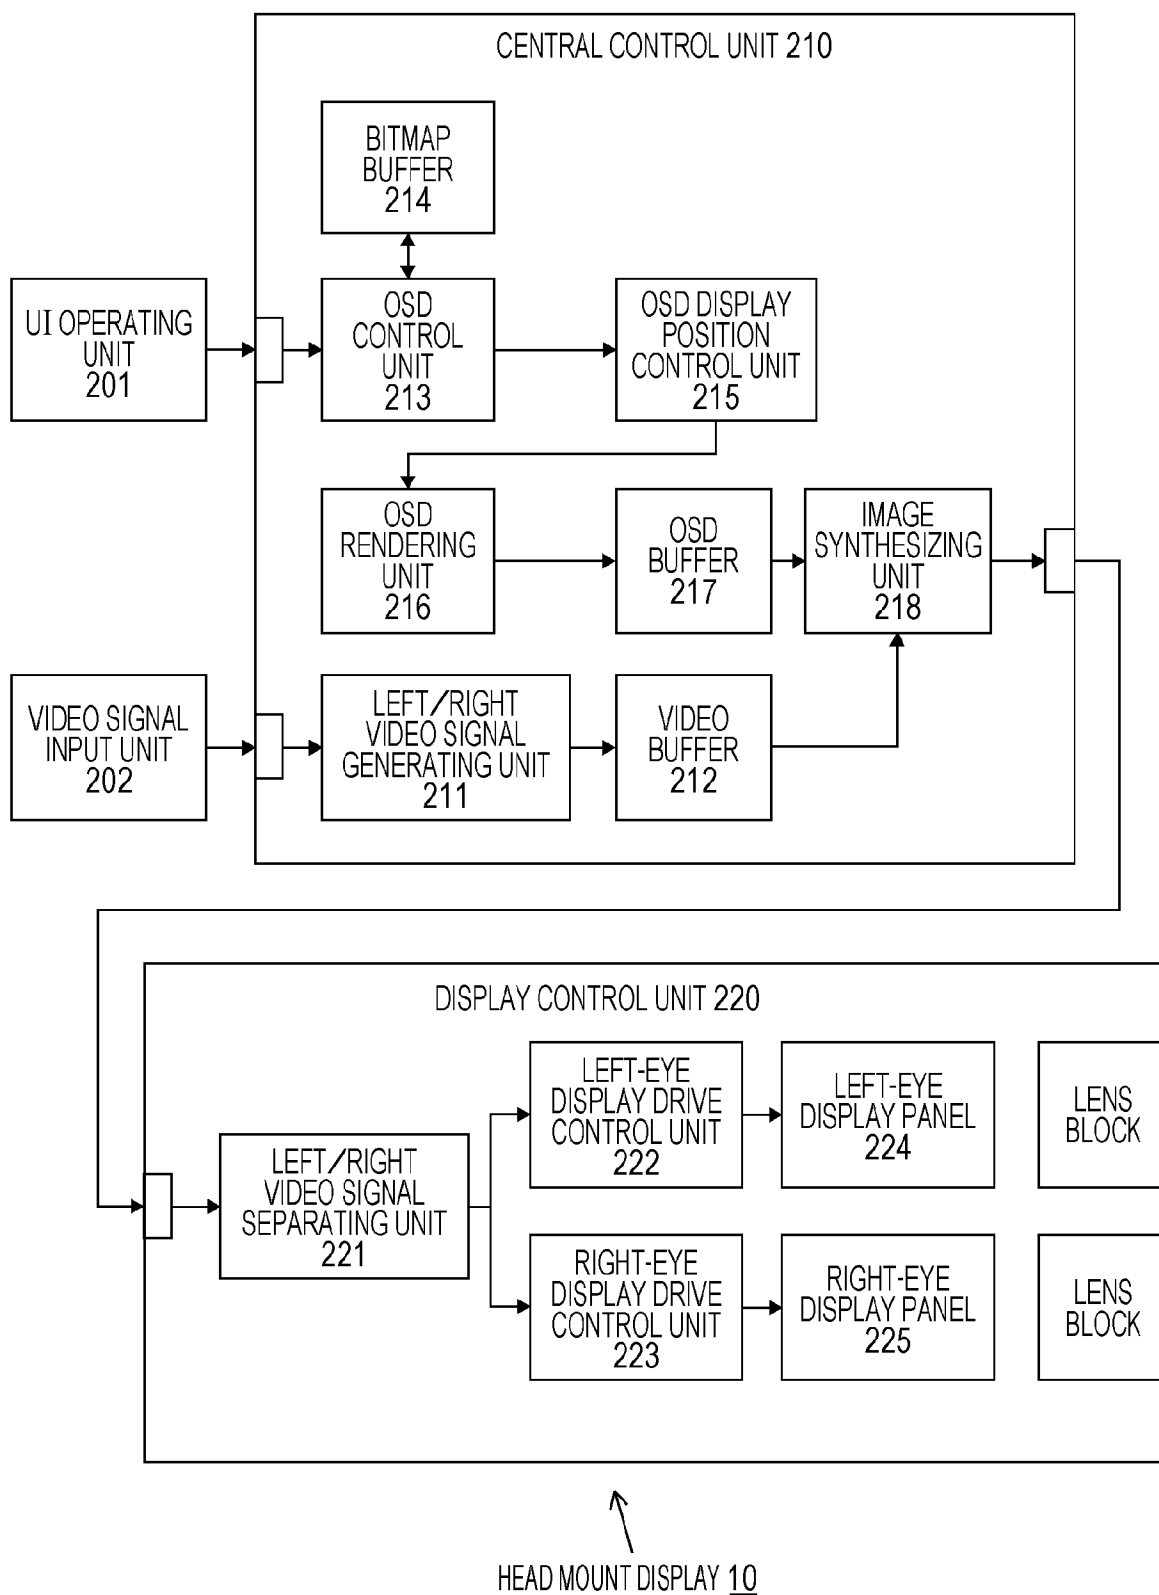 CENTRAL CONTROL UNIT 210
BITMAP
BUFFER
214
UI OPERATING
UNIT
201
OSD
CONTROL
UNIT
213
OSD DISPLAY
POSITION
CONTROL UNIT
215
OSD
RENDERING
UNIT
216
OSD
BUFFER
217
IMAGE
SYNTHESIZING
UNIT
218
VIDEO SIGNAL
INPUT UNIT
202
LEFT/RIGHT
VIDEO SIGNAL
GENERATING UNIT
211
VIDEO
BUFFER
212
DISPLAY CONTROL UNIT 220
LEFT/RIGHT
VIDEO SIGNAL
SEPARATING UNIT
221
LEFT-EYE
DISPLAY DRIVE
CONTROL UNIT
222
LEFT-EYE
DISPLAY PANEL
224
LENS
BLOCK
RIGHT-EYE
DISPLAY DRIVE
CONTROL UNIT
223
RIGHT-EYE
DISPLAY PANEL
225
LENS
BLOCK
HEAD MOUNT DISPLAY 10